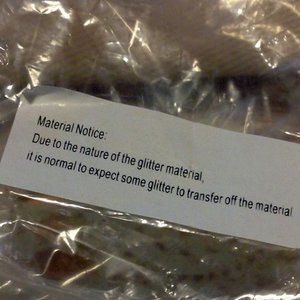 Material Notice:
Due to the nature of the glitter material,
it is normal to expect some glitter to transfer off the material